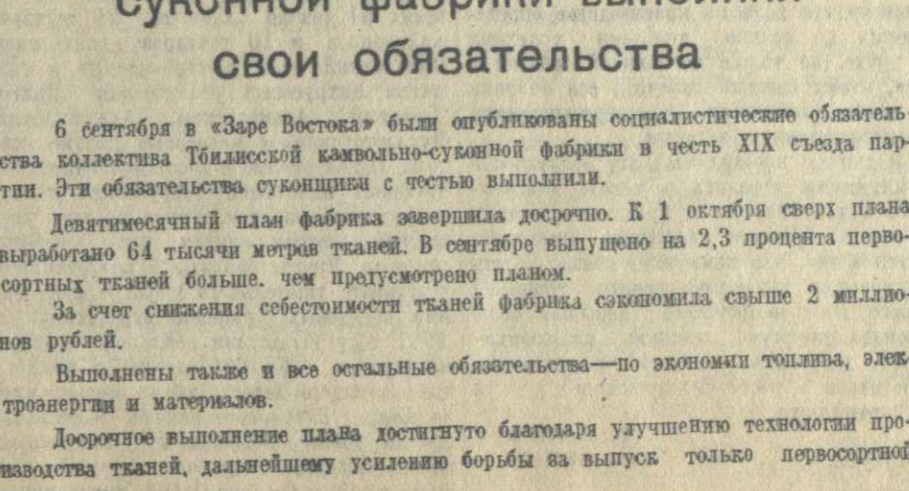 суконной фабрики выполнили
свои обязательства
6 сентября в «Заре Востока» были опубликованы социалистические обязатель-
ства коллектива Тбилисской камвольно-суконной фабрики в честь XIX съезда пар-
тии. Эти обязательства суконщики с честью выполнили.
Девятимесячный план фабрика завершила досрочно. К 1 октября сверх плана
выработано 64 тысячи метров тканей. В сентябре выпущено на 2,3 процента перво-
сортных тканей больше. чем предусмотрено планом.
За счет снижения себестоимости тканей фабрика сэкономила свыше 2 миллио-
нов рублей.
Выполнены также и все остальные обязательства—по экономии топлива, элек
троэнергии и материалов.
Досрочное выполнение плана достигнуто благодаря улучшению технологии про-
изводства тканей, дальнейшему усилению борьбы за выпуск только первосортной